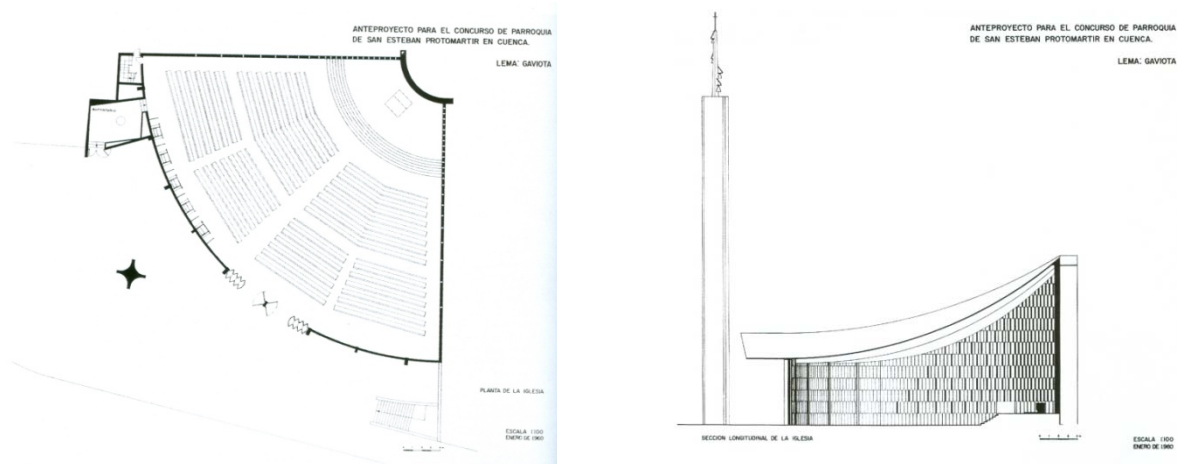 ANTEPROYECTO PARA EL CONCURSO DE PARROQUIA
DE SAN ESTEBAN PROTOMARTIR EN CUENCA.
LEMA: GAVIOTA
PLANTA DE LA IGLESIA
ESCALA 1:100
ENERO DE 1960
ANTEPROYECTO PARA EL CONCURSO DE PARROQUIA
DE SAN ESTEBAN PROTOMARTIR EN CUENCA.
LEMA: GAVIOTA
SECCION LONGITUDINAL DE LA IGLESIA
ESCALA 1:100
ENERO DE 1960